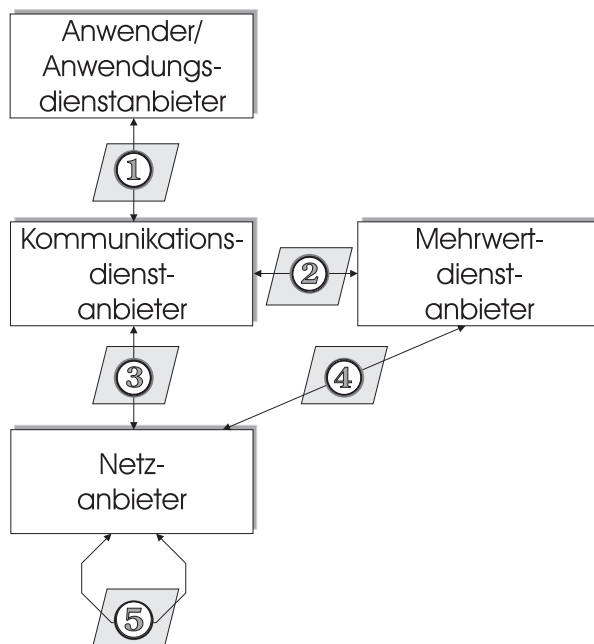 Anwender/
Anwendungs-
dienstanbieter
1
Kommunikations-
dienst-
anbieter
2
Mehrwert-
dienst-
anbieter
3
4
Netz-
anbieter
5